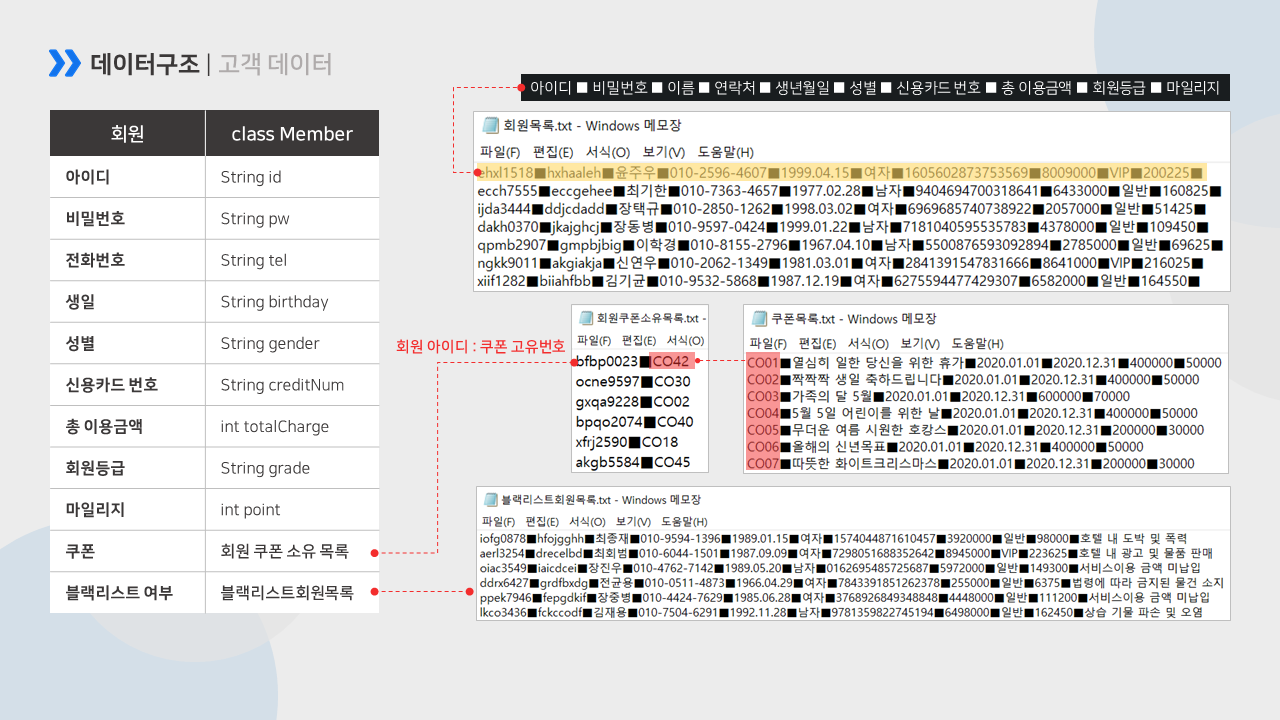 데이터구조 | 고객 데이터
회원 class Member
아이디 String id
비밀번호 String pw
전화번호 String tel
생일 String birthday
성별 String gender
신용카드 번호 String creditNum
총 이용금액 int totalCharge
회원등급 String grade
마일리지 int point
쿠폰 회원 쿠폰 소유 목록
블랙리스트 여부 블랙리스트회원목록
아이디 ■ 비밀번호 ■ 이름 ■ 연락처 ■ 생년월일 ■ 성별 ■ 신용카드 번호 ■ 총 이용금액 ■ 회원등급 ■ 마일리지
회원목록.txt - Windows 메모장
파일(F) 편집(E) 서식(O) 보기(V) 도움말(H)
ehxl1518■hxhaaleh■윤주우■010-2596-4607■1999.04.15■여자■1605602873753569■8009000■VIP■200225■
ecch7555■eccgehee■최기한■010-7363-4657■1977.02.28■남자■9404694700318641■6433000■일반■160825■
ijda3444■ddjcdadd■장택규■010-2850-1262■1998.03.02■여자■6969685740738922■2057000■일반■51425■
dakh0370■jkajghcj■장동병■010-9597-0424■1999.01.22■남자■7181040595535783■4378000■일반■109450■
qpmb2907■gmpbjbig■이학경■010-8155-2796■1967.04.10■남자■5500876593092894■2785000■일반■69625■
ngkk9011■akgiakja■신연우■010-2062-1349■1981.03.01■여자■2841391547831666■8641000■VIP■216025■
xiif1282■biiahfbb■김기균■010-9532-5868■1987.12.19■여자■6275594477429307■6582000■일반■164550■
회원 아이디 : 쿠폰 고유번호
회원쿠폰소유목록.txt -
파일(F) 편집(E) 서식(O)
bfbp0023■CO42
ocne9597■CO30
gxqa9228■CO02
bpqo2074■CO40
xfrj2590■CO18
akgb5584■CO45
쿠폰목록.txt - Windows 메모장
파일(F) 편집(E) 서식(O) 보기(V) 도움말(H)
CO01■열심히 일한 당신을 위한 휴가■2020.01.01■2020.12.31■400000■50000
CO02■짝짝짝 생일 축하드립니다■2020.01.01■2020.12.31■400000■50000
CO03■가족의 달 5월■2020.01.01■2020.12.31■600000■70000
CO04■5월 5일 어린이를 위한 날■2020.01.01■2020.12.31■400000■50000
CO05■무더운 여름 시원한 호캉스■2020.01.01■2020.12.31■200000■30000
CO06■올해의 신년목표■2020.01.01■2020.12.31■400000■50000
CO07■따뜻한 화이트크리스마스■2020.01.01■2020.12.31■200000■30000
블랙리스트회원목록.txt - Windows 메모장
파일(F) 편집(E) 서식(O) 보기(V) 도움말(H)
iofg0878■hfojgghh■최종재■010-9594-1396■1989.01.15■여자■1574044871610457■3920000■일반■98000■호텔 내 도박 및 폭력
aerl3254■drecelbd■최회범■010-6044-1501■1987.09.09■여자■7298051688352642■8945000■VIP■223625■호텔 내 광고 및 물품 판매
oiac3549■iaicdcei■장진우■010-4762-7142■1989.05.20■남자■0162695485725687■5972000■일반■149300■서비스이용 금액 미납입
ddrx6427■grdfbxdg■전균용■010-0511-4873■1966.04.29■여자■7843391851262378■255000■일반■6375■법령에 따라 금지된 물건 소지
ppek7946■fepgdkif■장중병■010-2424-7629■1985.06.28■여자■3768926849348848■4448000■일반■111200■서비스이용 금액 미납입
lkco3436■fckccodf■김재용■010-7504-6291■1992.11.28■남자■9781359822745194■6498000■일반■162450■상습 기물 파손 및 오염